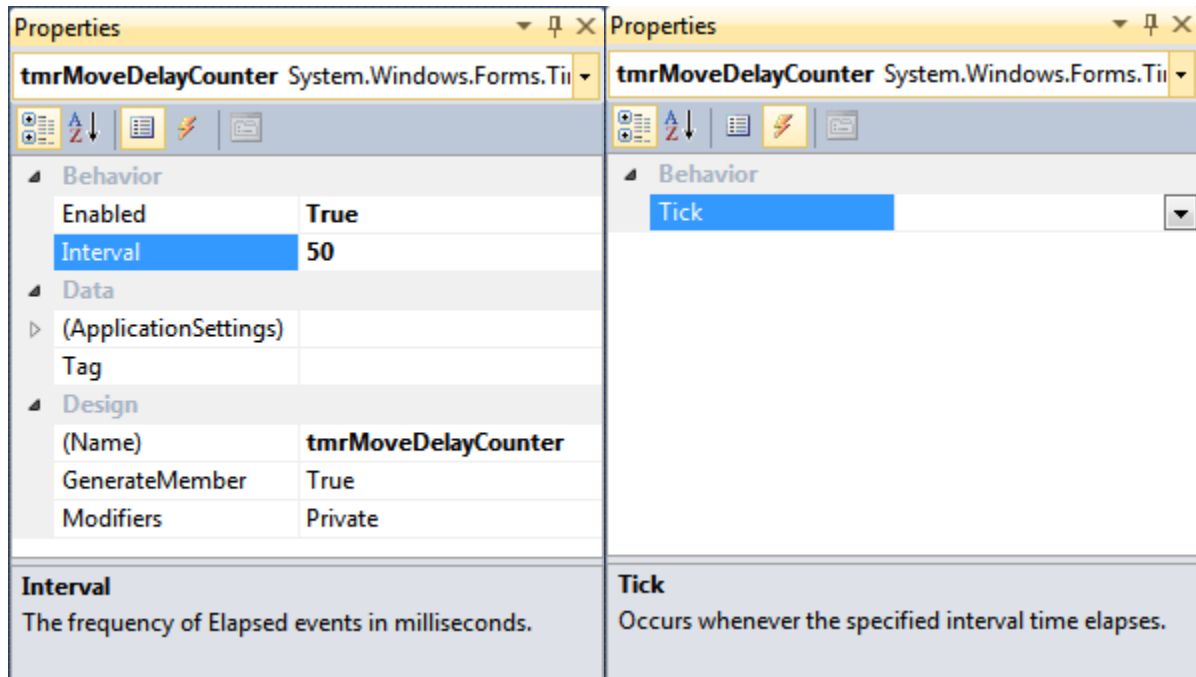 Properties
tmrMoveDelayCounter System.Windows.Forms.Ti
Behavior
Enabled True
Interval 50
Data
(ApplicationSettings)
Tag
Design
(Name) tmrMoveDelayCounter
GenerateMember True
Modifiers Private
Interval
The frequency of Elapsed events in milliseconds.
Properties
tmrMoveDelayCounter System.Windows.Forms.Ti
Behavior
Tick
Tick
Occurs whenever the specified interval time elapses.